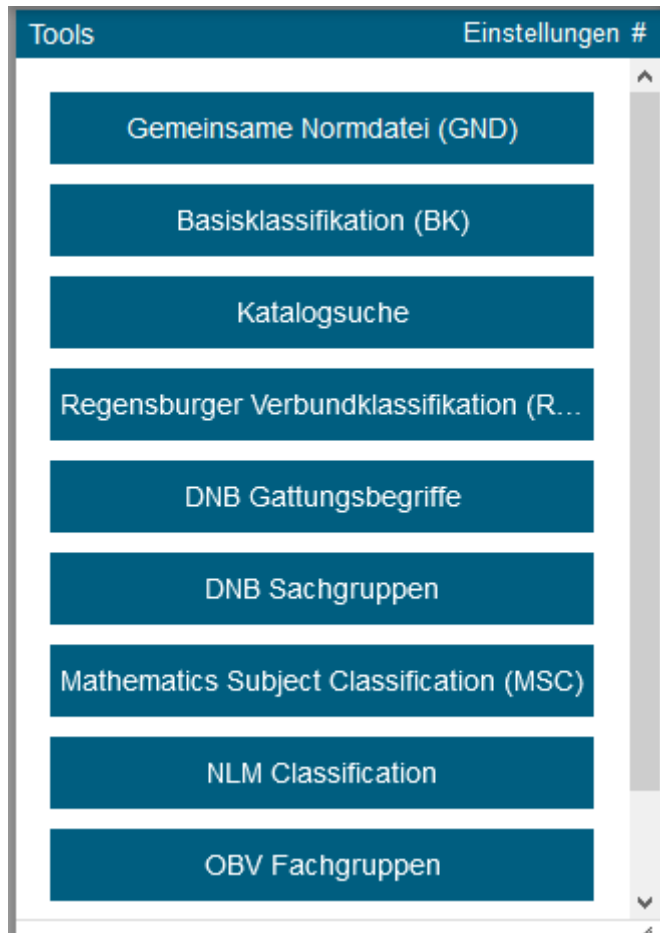 Tools
Einstellungen #
Gemeinsame Normdatei (GND)
Basisklassifikation (BK)
Katalogsuche
Regensburger Verbundklassifikation (R...
DNB Gattungsbegriffe
DNB Sachgruppen
Mathematics Subject Classification (MSC)
NLM Classification
OBV Fachgruppen